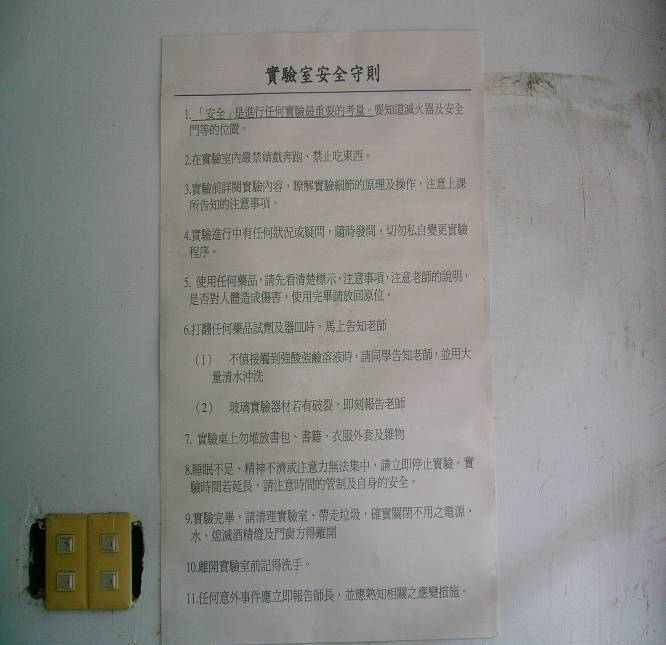 實驗室安全守則
1.「安全」是進行任何實驗最重要的考量。要知道滅火器及安全
門等的位置。
2.在實驗室內嚴禁嬉戲奔跑、禁止吃東西。
3.實驗前詳閱實驗內容，瞭解實驗細節的原理及操作，注意上課
所告知的注意事項。
4.實驗進行中有任何狀況或疑問，隨時發問，切勿私自變更實驗
程序。
5. 使用任何藥品，請先看清楚標示、注意事項，注意老師的說明，
是否對人體造成傷害，使用完畢請放回原位。
6.打翻任何藥品試劑及器皿時，馬上告知老師
（1） 不慎接觸到強酸強鹼溶液時，請同學告知老師，並用大
量清水沖洗
（2） 玻璃實驗器材若有破裂，即刻報告老師
7. 實驗桌上勿堆放書包、書籍、衣服外套及雜物
8.睡眠不足、精神不濟或注意力無法集中，請立即停止實驗。實
驗時間若延長，請注意時間的管制及自身的安全。
9.實驗完畢，請清理實驗室、帶走垃圾，確實關閉不用之電源、
水、熄滅酒精燈及門窗方得離開
10.離開實驗室前記得洗手。
11.任何意外事件應立即報告師長，並應熟知相關之應變措施。